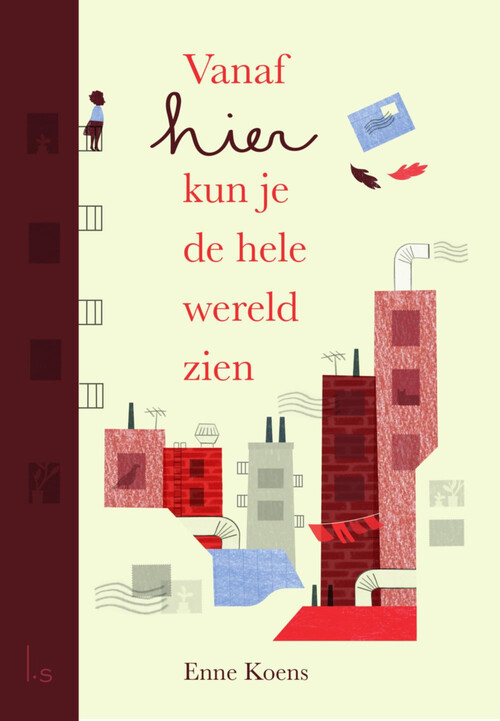 Vanaf
hier
kun je
de hele
wereld
zien
l.s
Enne Koens